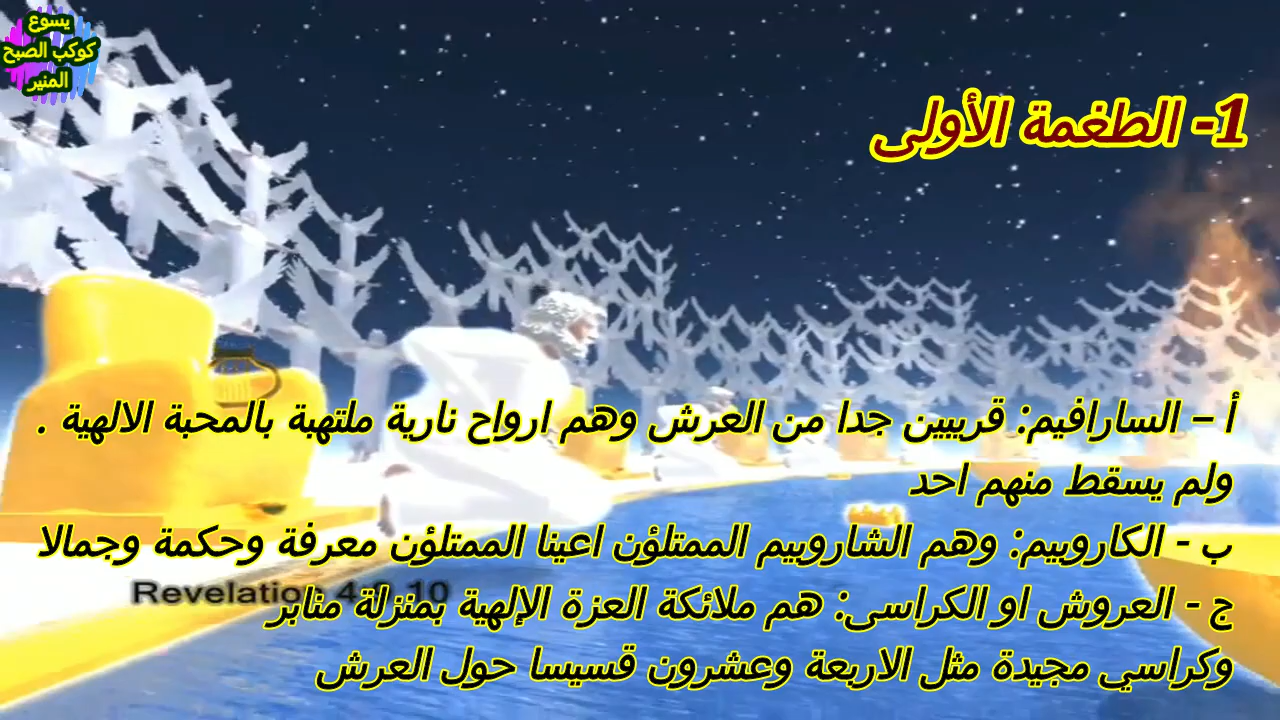 يسوع
كوكب الصبح
المنير
1- الطغمة الأولى
أ – السارافيم: قريبين جدا من العرش وهم ارواح نارية ملتهبة بالمحبة الالهية .
ولم يسقط منهم احد
ب - الكاروبيم: وهم الشاروبيم الممتلؤن اعينا الممتلؤن معرفة وحكمة وجمالا
ج - العروش او الكراسى: هم ملائكة العزة الإلهية بمنزلة منابر
Revelation 10
وكراسي مجيدة مثل الاربعة وعشرون قسيسا حول العرش